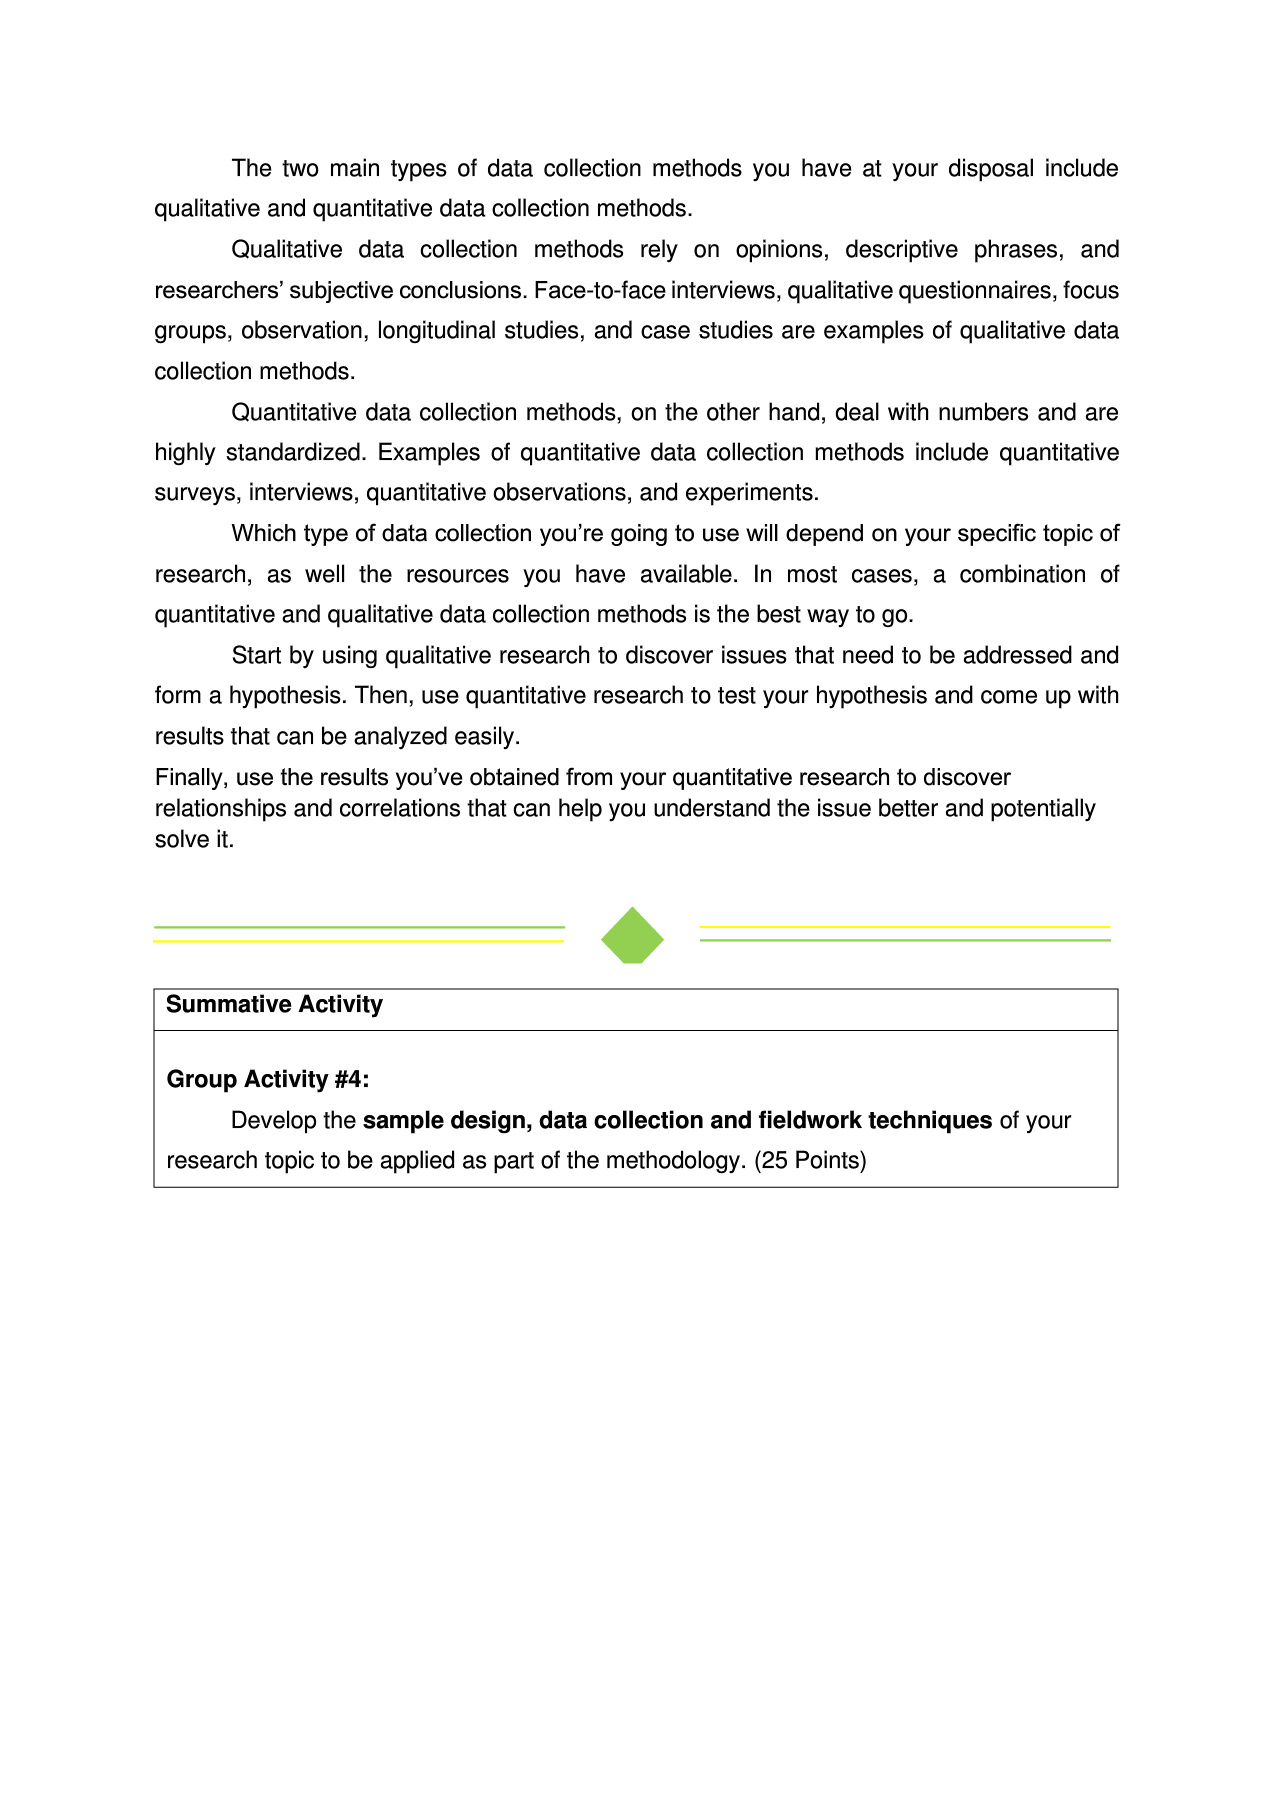 The two main types of data collection methods you have at your disposal include
qualitative and quantitative data collection methods.
Qualitative data collection methods rely on opinions, descriptive phrases, and
researchers’ subjective conclusions. Face-to-face interviews, qualitative questionnaires, focus
groups, observation, longitudinal studies, and case studies are examples of qualitative data
collection methods.
Quantitative data collection methods, on the other hand, deal with numbers and are
highly standardized. Examples of quantitative data collection methods include quantitative
surveys, interviews, quantitative observations, and experiments.
Which type of data collection you’re going to use will depend on your specific topic of
research, as well the resources you have available. In most cases, a combination of
quantitative and qualitative data collection methods is the best way to go.
Start by using qualitative research to discover issues that need to be addressed and
form a hypothesis. Then, use quantitative research to test your hypothesis and come up with
results that can be analyzed easily.
Finally, use the results you’ve obtained from your quantitative research to discover
relationships and correlations that can help you understand the issue better and potentially
solve it.
Summative Activity
Group Activity #4:
Develop the sample design, data collection and fieldwork techniques of your
research topic to be applied as part of the methodology. (25 Points)